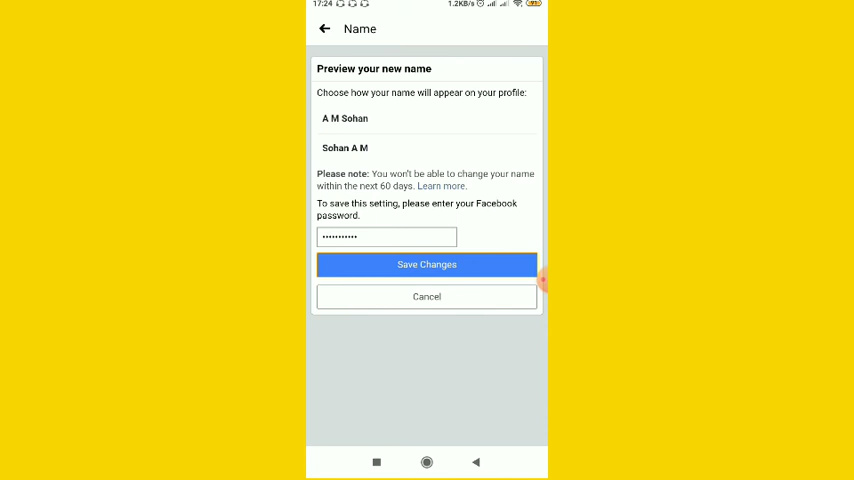 17:24 1.2KB/s 91
Name
Preview your new name
Choose how your name will appear on your profile:
A M Sohan
Sohan A M
Please note: You won't be able to change your name
within the next 60 days. Learn more.
To save this setting, please enter your Facebook
password.
•••••••••••
Save Changes
Cancel